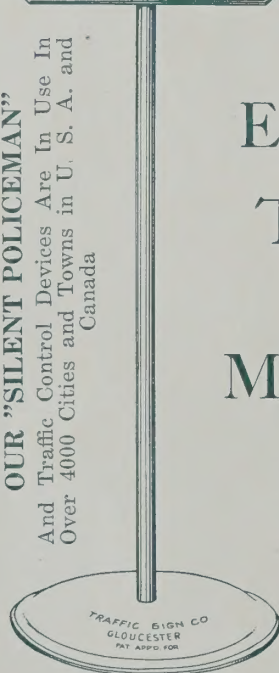 OUR "SILENT POLICEMAN"
And Traffic Control Devices Are In Use In
Over 4000 Cities and Towns in U. S. A. and
Canada
E
T
M
TRAFFIC SIGN CO
GLOUCESTER
PAT APP'D. FOR